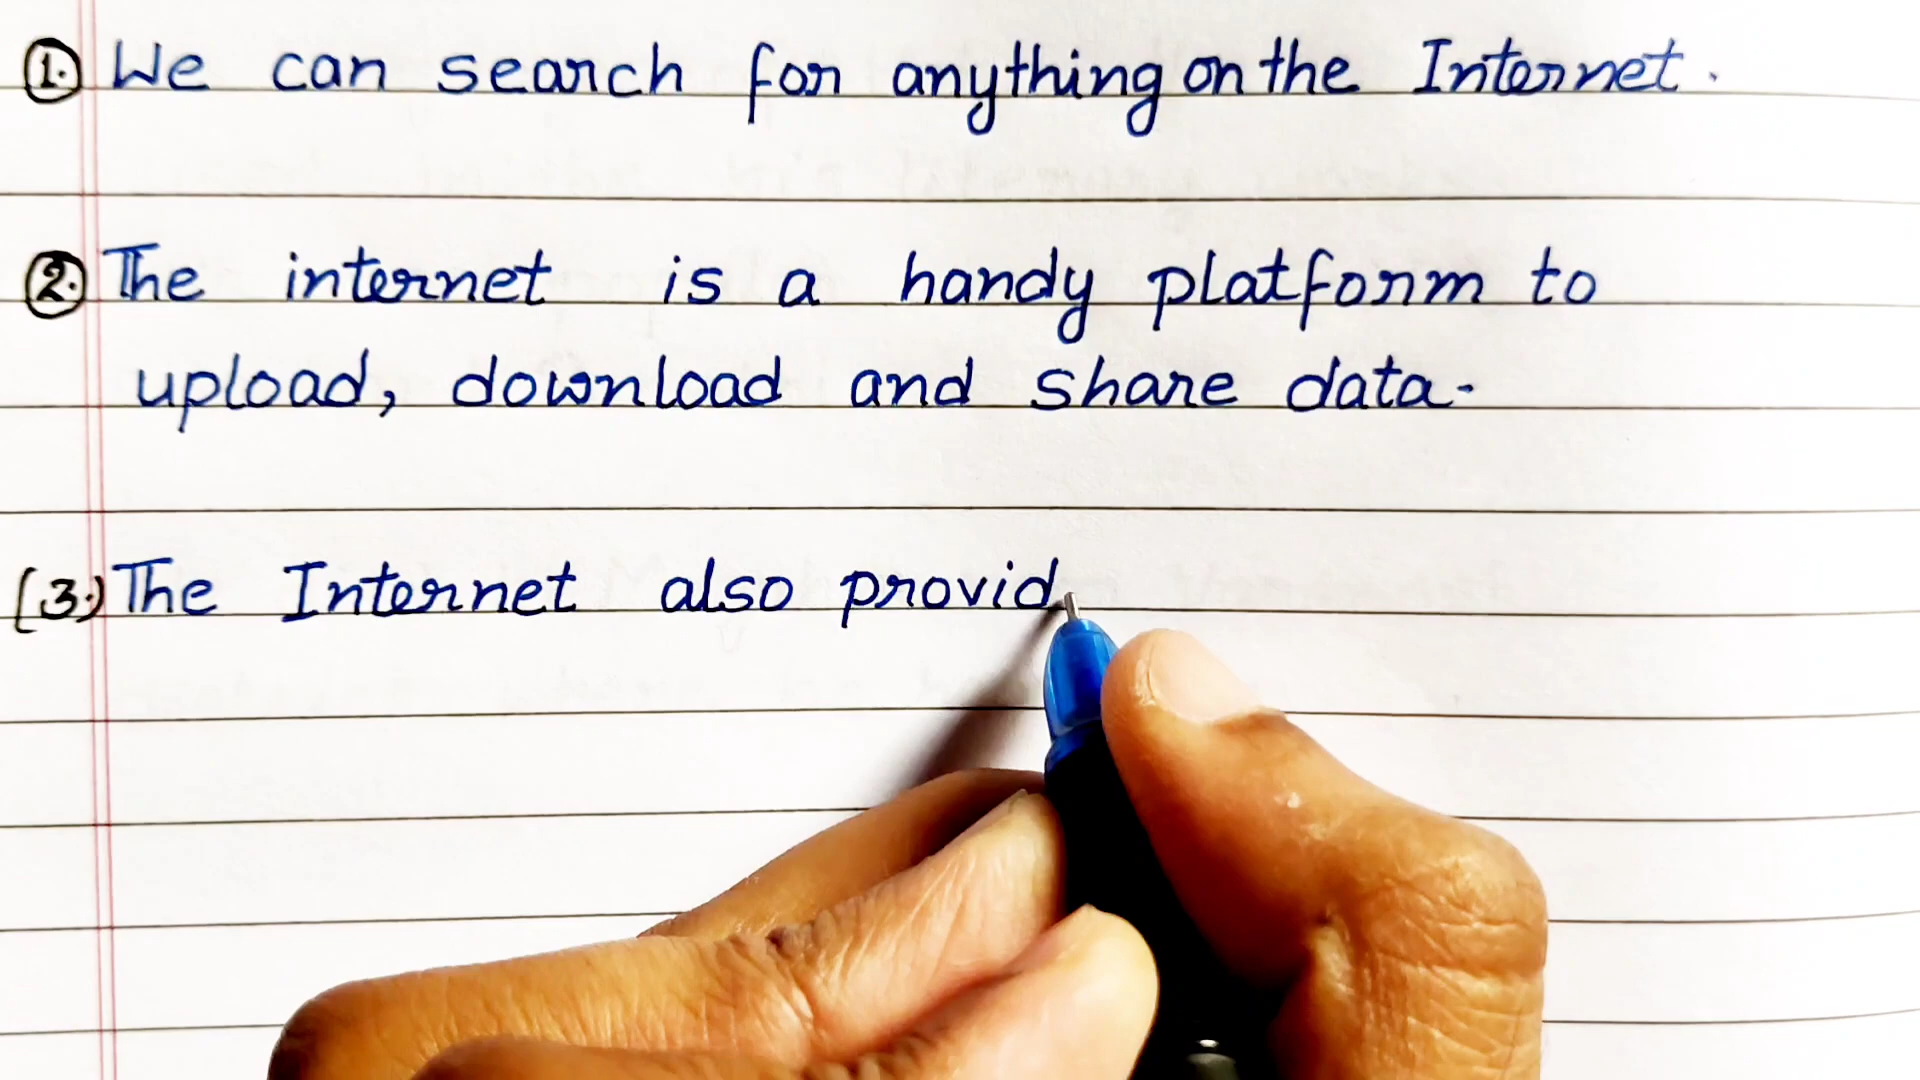 1. We can search for anything on the Internet.
2. The internet is a handy platform to
upload, download and share data.
(3.) The Internet also provid